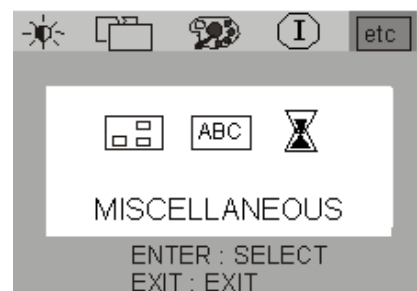 I etc
ABC
MISCELLANEOUS
ENTER : SELECT
EXIT : EXIT